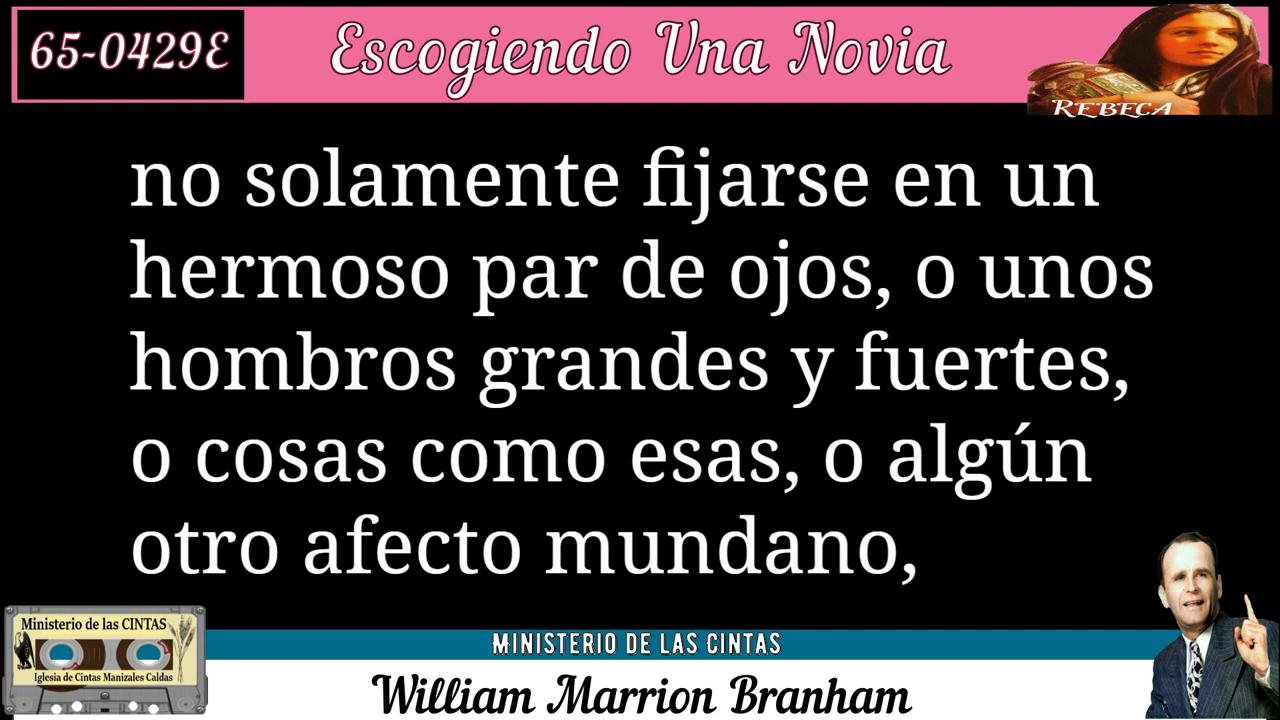 65-0429E
Escogiendo Una Novia
REBECA
no solamente fijarse en un
hermoso par de ojos, o unos
hombros grandes y fuertes,
o cosas como esas, o algún
otro afecto mundano,
Ministerio de las CINTAS
Iglesia de Cintas Manizales Caldas
MINISTERIO DE LAS CINTAS
William Marrion Branham